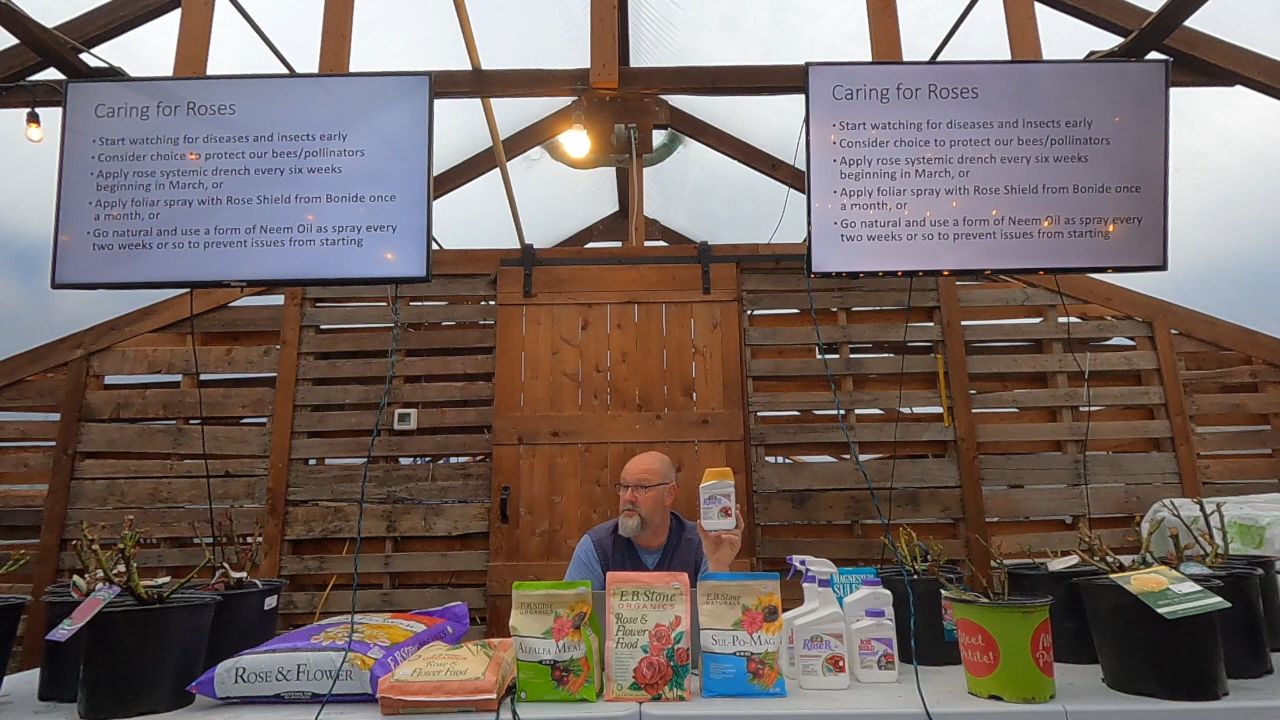 Caring for Roses
• Start watching for diseases and insects early
• Consider choice to protect our bees/pollinators
• Apply rose systemic drench every six weeks
beginning in March, or
• Apply foliar spray with Rose Shield from Bonide once
a month, or
• Go natural and use a form of Neem Oil as spray every
two weeks or so to prevent issues from starting
Caring for Roses
• Start watching for diseases and insects early
• Consider choice to protect our bees/pollinators
• Apply rose systemic drench every six weeks
beginning in March, or
• Apply foliar spray with Rose Shield from Bonide once
a month, or
• Go natural and use a form of Neem Oil as spray every
two weeks or so to prevent issues from starting
ROSE & FLOWER
ORGANICS
Rose &
Flower Food
E.B. STONE
ORGANICS
ALFALFA MEAL
E.B. STONE
ORGANICS
Rose &
Flower
Food
E.B. STONE
NATURALS
SUL-PO-MAG
MAGNESIUM
Meet